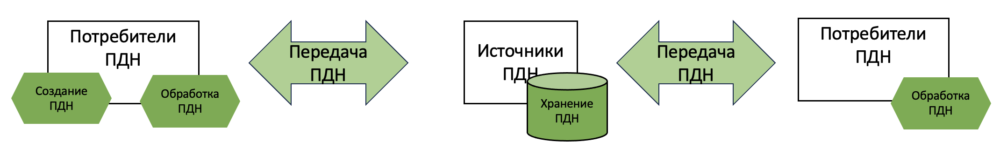 Потребители
ПДН
Создание
ПДН
Обработка
ПДН
Передача
ПДН
Источники
ПДН
Хранение
ПДН
Передача
ПДН
Потребители
ПДН
Обработка
ПДН